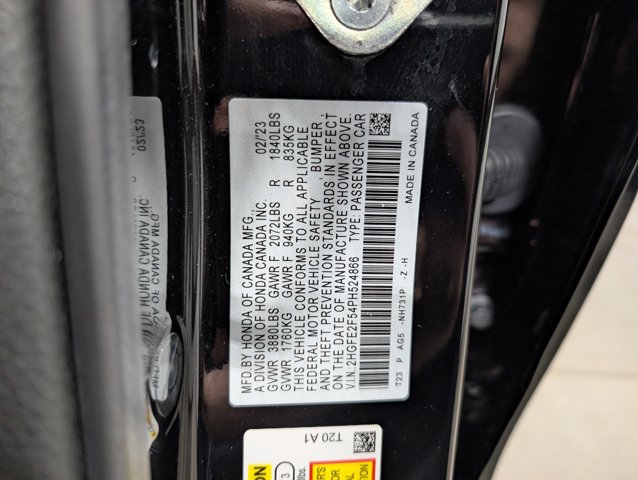 MFD BY HONDA OF CANADA MFG. 02/'23
A DIVISION OF HONDA CANADA INC.
GVWR 3880LBS GAWR F 2072LBS R 1840LBS
GVWR 1760KG GAWR F 940KG R 835KG
THIS VEHICLE CONFORMS TO ALL APPLICABLE
FEDERAL MOTOR VEHICLE SAFETY , BUMPER ,
AND THEFT PREVENTION STANDARDS IN EFFECT
ON THE DATE OF MANUFACTURE SHOWN ABOVE.
V.I.N.:2HGFE2F54PH524866 TYPE: PASSENGER CAR
T23 P AG5 -NH731P -Z -H
MADE IN CANADA
T20 A1
3
lbs.